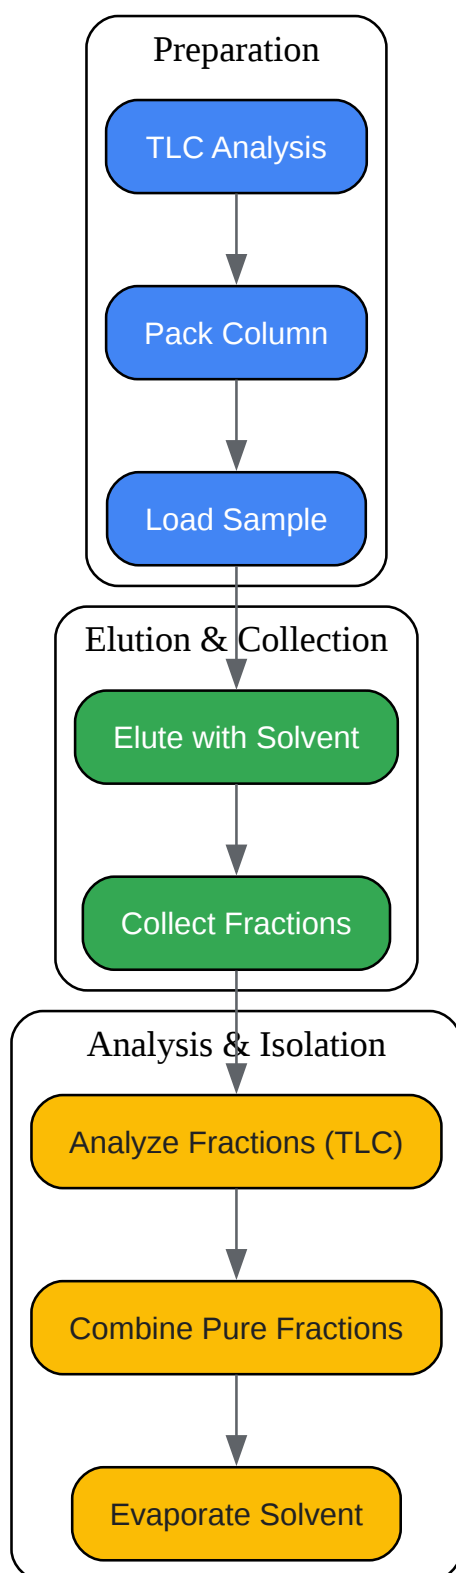 Preparation
TLC Analysis
Pack Column
Load Sample
Elution & Collection
Elute with Solvent
Collect Fractions
Analysis & Isolation
Analyze Fractions (TLC)
Combine Pure Fractions
Evaporate Solvent